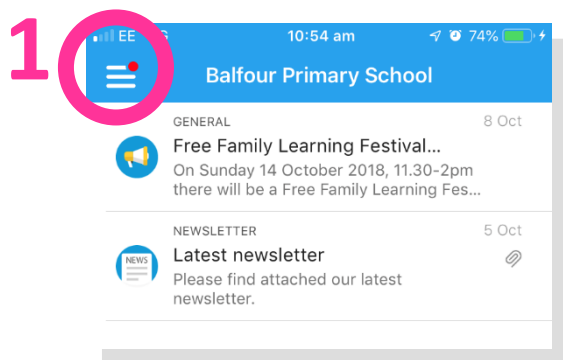 1
EE
10:54 am
74%
Balfour Primary School
GENERAL
8 Oct
Free Family Learning Festival...
On Sunday 14 October 2018, 11.30-2pm
there will be a Free Family Learning Fes...
NEWSLETTER
5 Oct
Latest newsletter
NEWS
Please find attached our latest
newsletter.